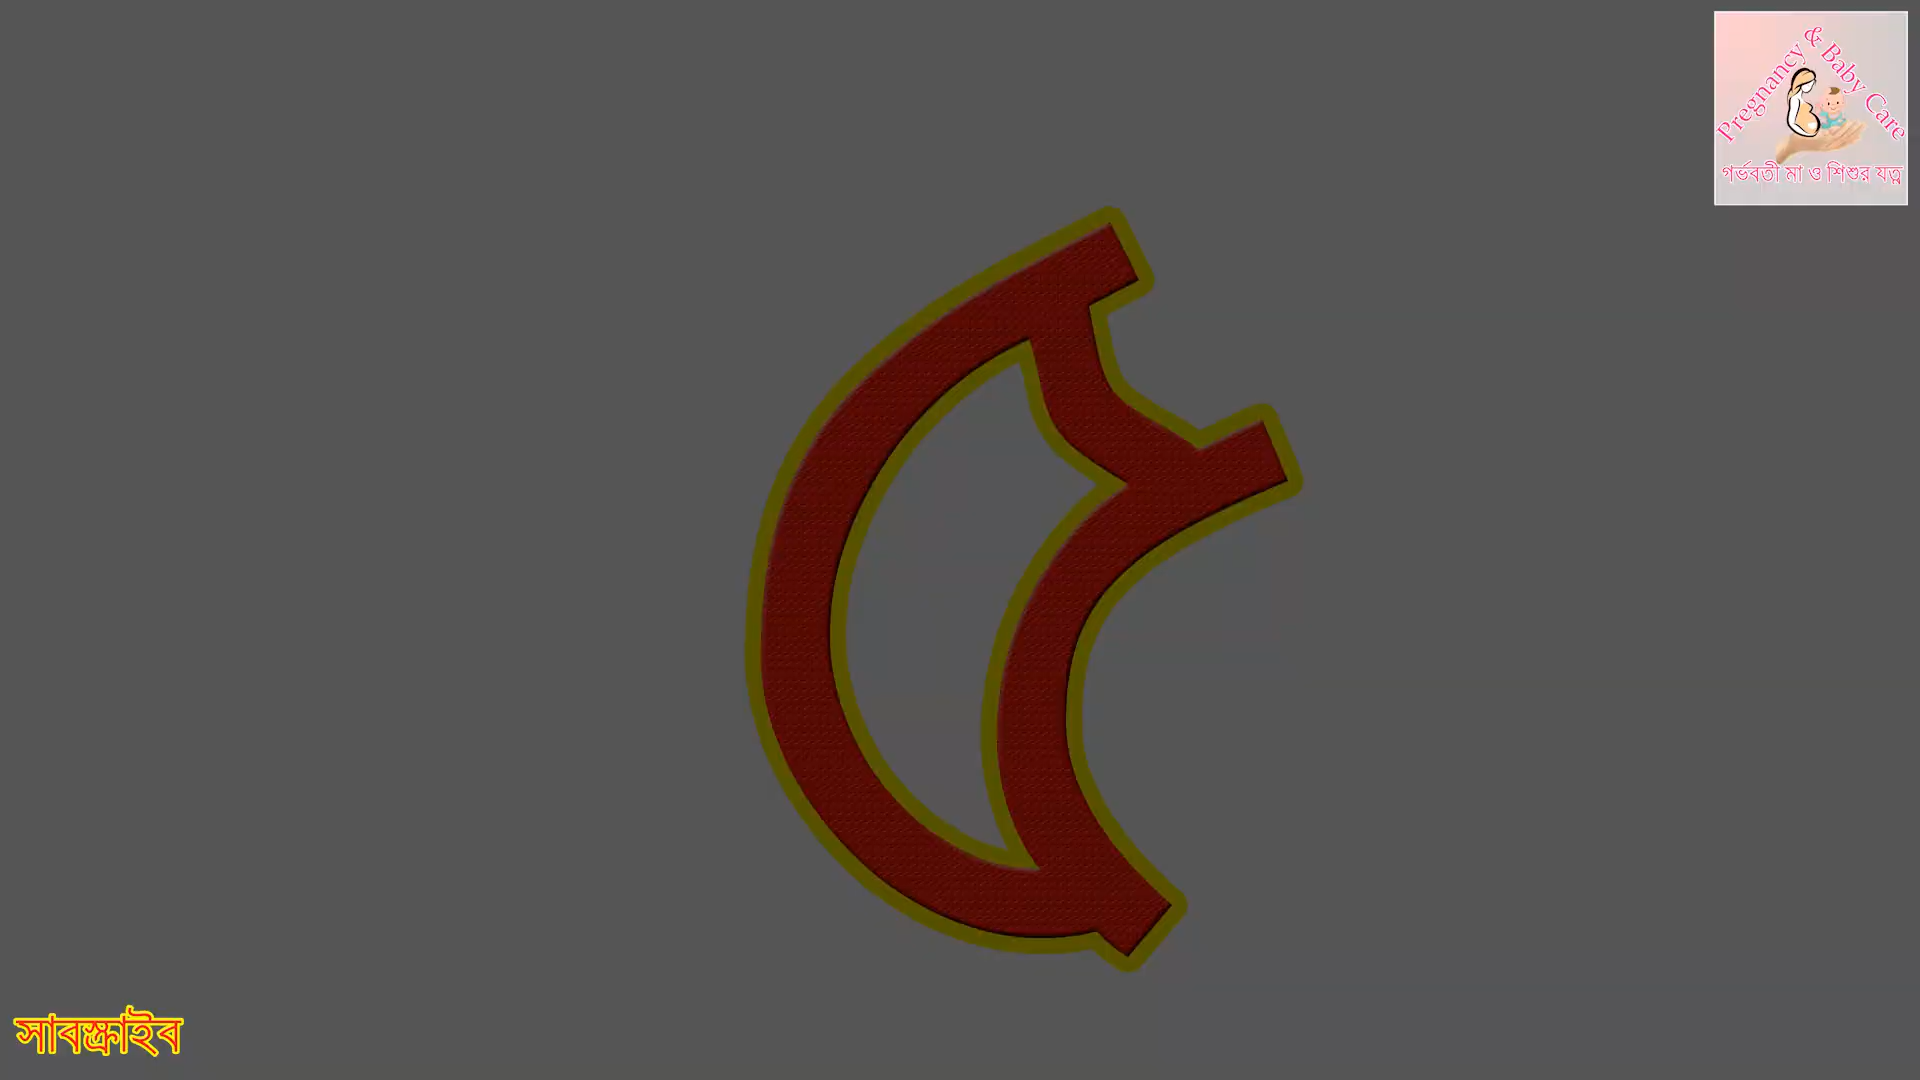 Pregnancy & Baby Care
গর্ভবতী মা ও শিশুর যত্ন
৫
সাবস্ক্রাইব